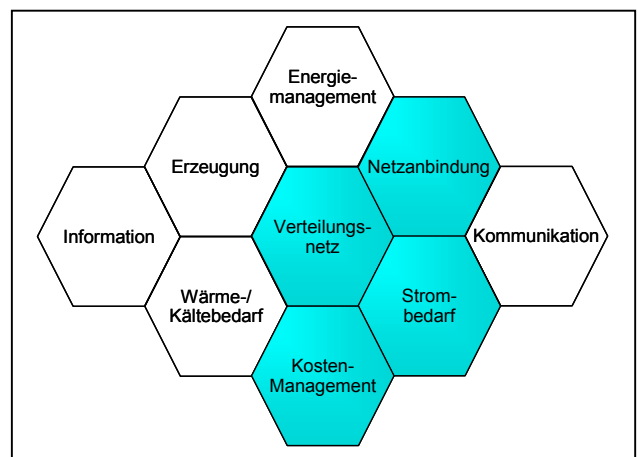 Energie-
management
Erzeugung
Netzanbindung
Information
Verteilungs-
netz
Kommunikation
Wärme-/
Kältebedarf
Strom-
bedarf
Kosten-
Management